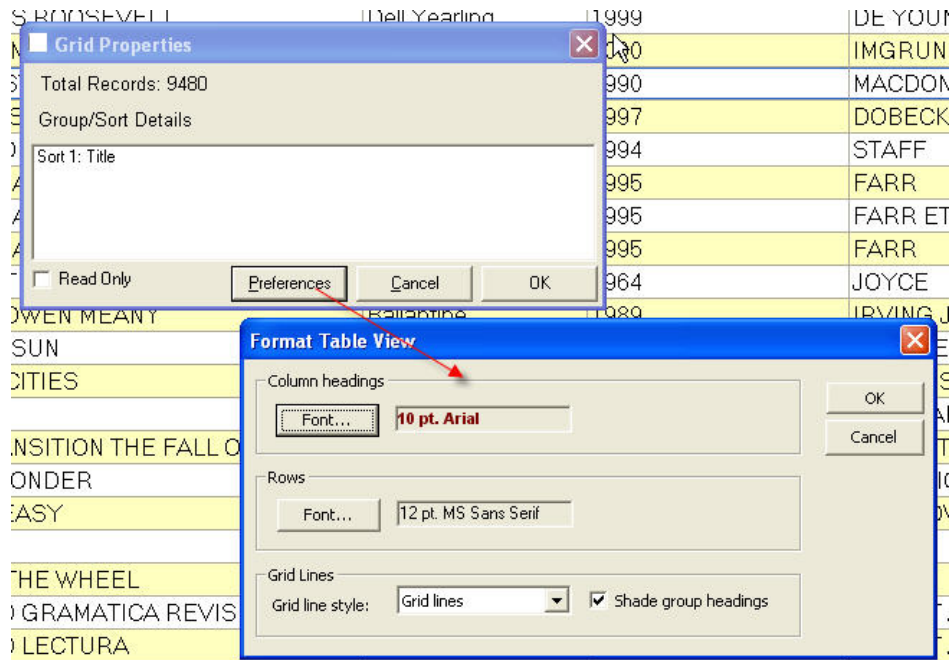 S ROOSEVELT Dell Yearling 1999 DE YOUN
Grid Properties
IMGRUN
Total Records: 9480
990 MACDON
Group/Sort Details
997 DOBECK
Sort 1: Title
994 STAFF
995 FARR
995 FARR ET
995 FARR
Read Only Preferences Cancel OK
964 JOYCE
OWEN MEANY Ballantine 1989 IRVING J
Format Table View
SUN
CITIES
Column headings
Font... 10 pt. Arial
OK
Cancel
NSITION THE FALL O
ONDER
Rows
EASY
Font... 12 pt. MS Sans Serif
THE WHEEL
Grid Lines
Grid line style: Grid lines Shade group headings
GRAMATICA REVIS
LECTURA